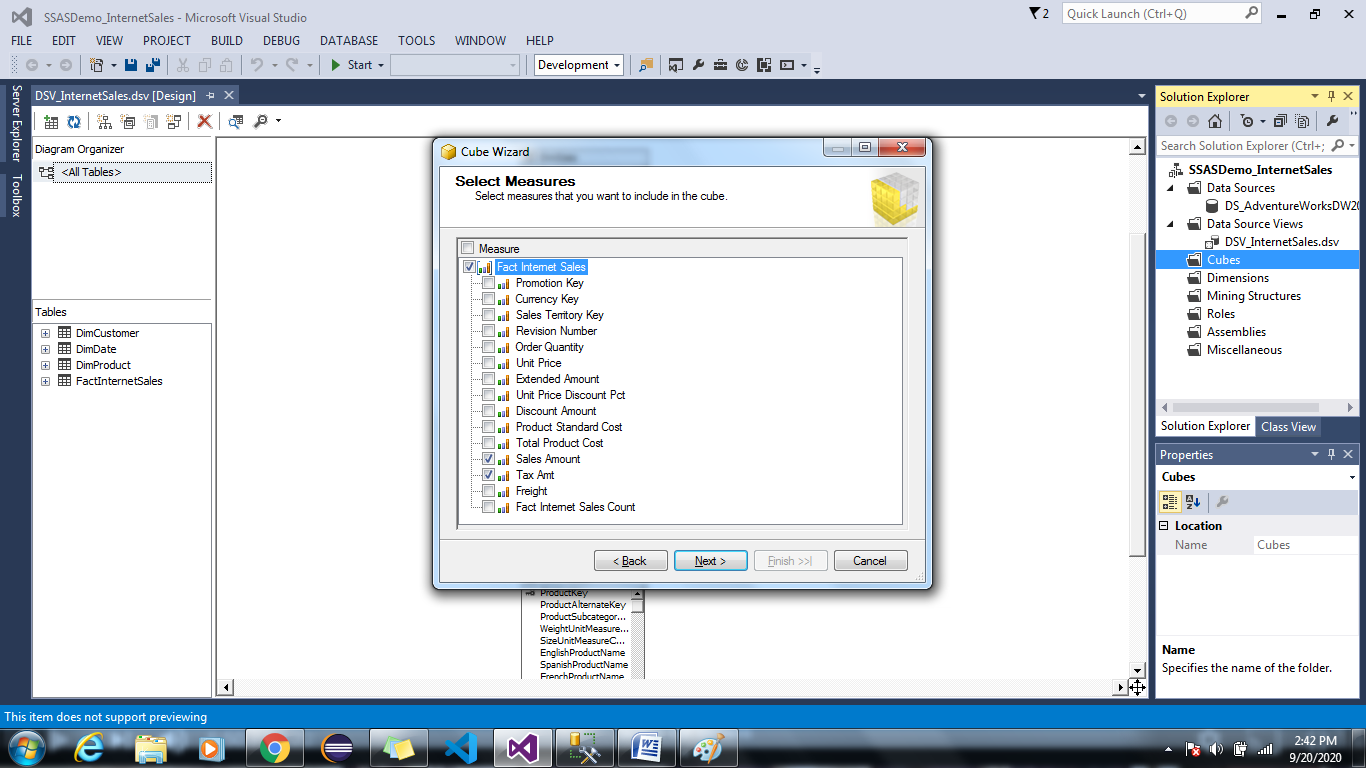 SSASDemo_InternetSales - Microsoft Visual Studio
2
Quick Launch (Ctrl+Q)
FILE EDIT VIEW PROJECT BUILD DEBUG DATABASE TOOLS WINDOW HELP
Start
Development
Server Explorer
Toolbox
DSV_InternetSales.dsv [Design]
Diagram Organizer
<All Tables>
Tables
DimCustomer
DimDate
DimProduct
FactInternetSales
Cube Wizard
Select Measures
Select measures that you want to include in the cube.
Measure
Fact Internet Sales
Promotion Key
Currency Key
Sales Territory Key
Revision Number
Order Quantity
Unit Price
Extended Amount
Unit Price Discount Pct
Discount Amount
Product Standard Cost
Total Product Cost
Sales Amount
Tax Amt
Freight
Fact Internet Sales Count
< Back
Next >
Finish >>|
Cancel
ProductKey
ProductAlternateKey
ProductSubcategor...
WeightUnitMeasure...
SizeUnitMeasureC...
EnglishProductName
SpanishProductName
FrenchProductName
Solution Explorer
Search Solution Explorer (Ctrl+;
SSASDemo_InternetSales
Data Sources
DS_AdventureWorksDW20
Data Source Views
DSV_InternetSales.dsv
Cubes
Dimensions
Mining Structures
Roles
Assemblies
Miscellaneous
Solution Explorer Class View
Properties
Cubes
Location
Name Cubes
Name
Specifies the name of the folder.
This item does not support previewing
2:42 PM
9/20/2020